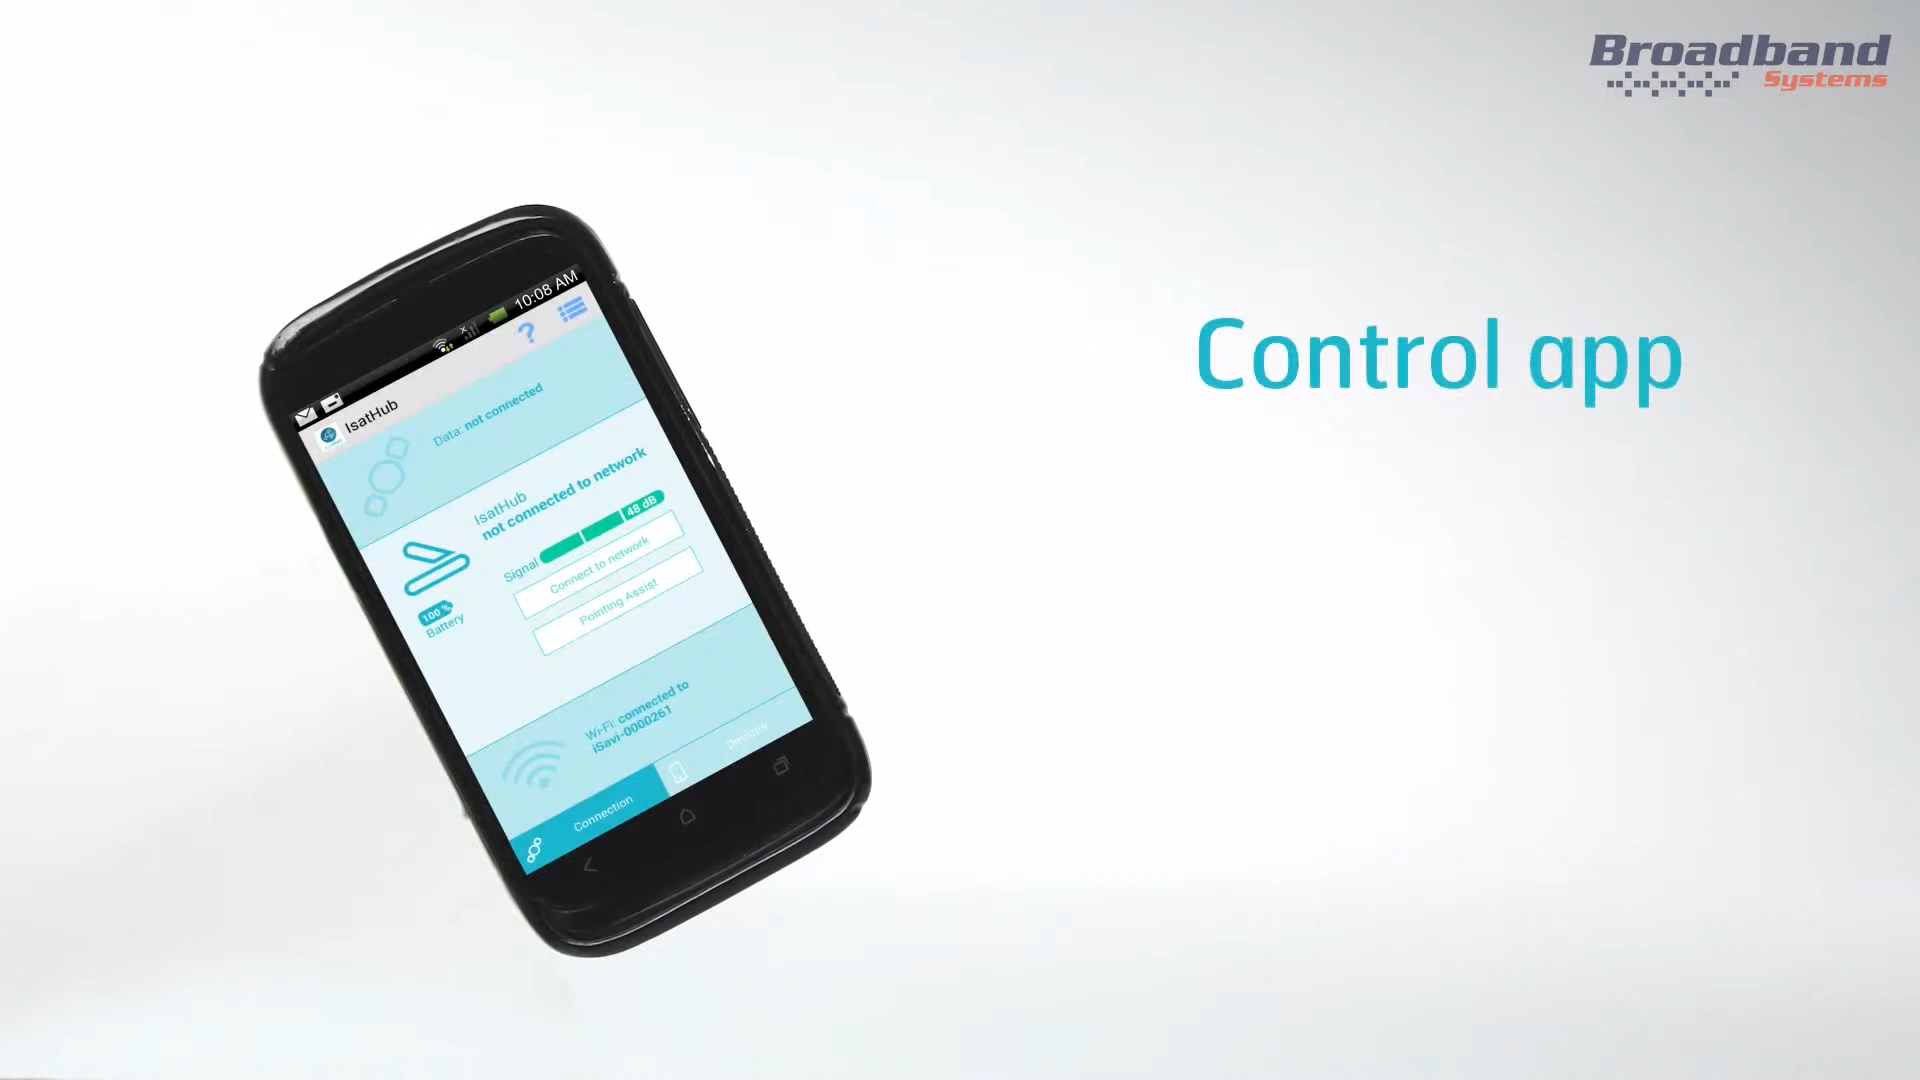 Broadband
Systems
Control app
10:08 AM
?
IsatHub
Data: not connected
IsatHub
not connected to network
Signal
48 dB
Connect to network
Pointing Assist
100 %
Battery
Wi-Fi: connected to
iSavi-0000261
Connection
Devices